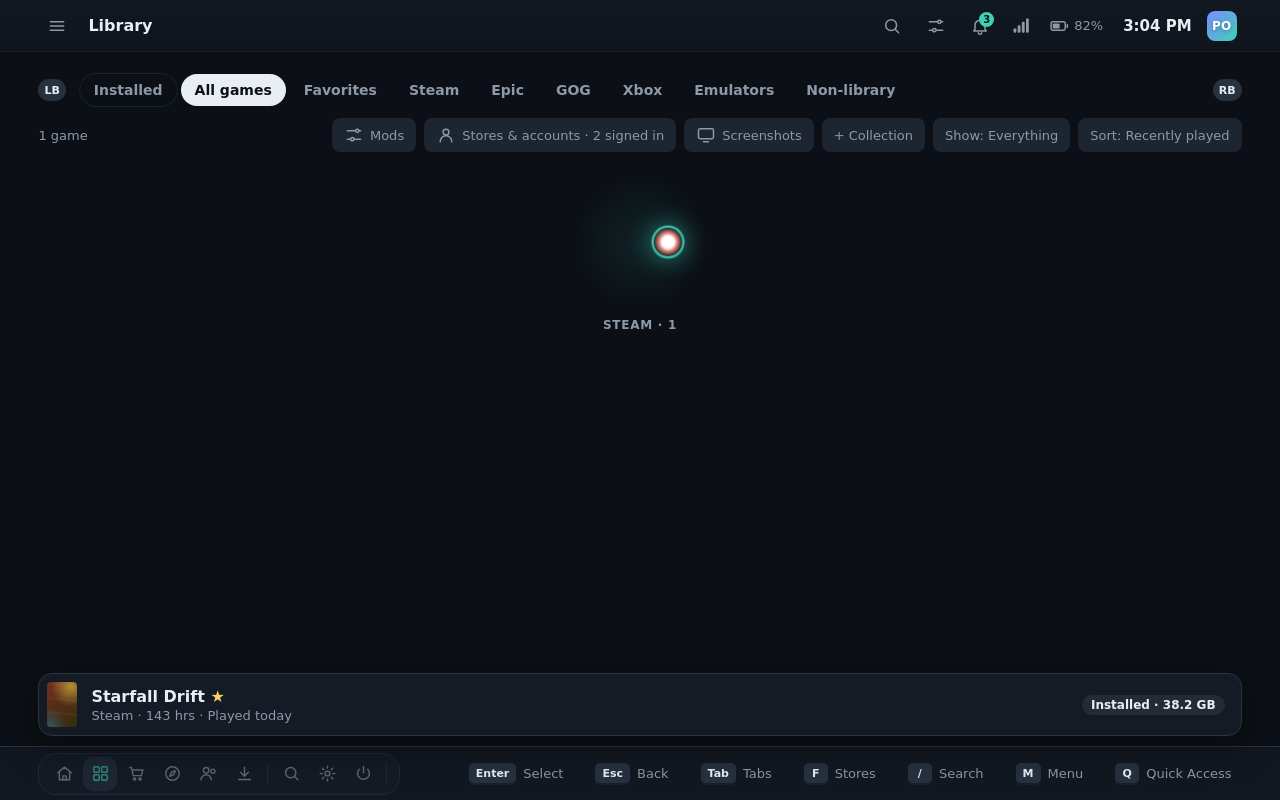 Library
3
82%
3:04 PM
PO
LB
Installed
All games
Favorites
Steam
Epic
GOG
Xbox
Emulators
Non-library
RB
1 game
Mods
Stores & accounts · 2 signed in
Screenshots
+ Collection
Show: Everything
Sort: Recently played
STEAM · 1
Starfall Drift ★
Steam · 143 hrs · Played today
Installed · 38.2 GB
Enter Select
Esc Back
Tab Tabs
F Stores
/ Search
M Menu
Q Quick Access